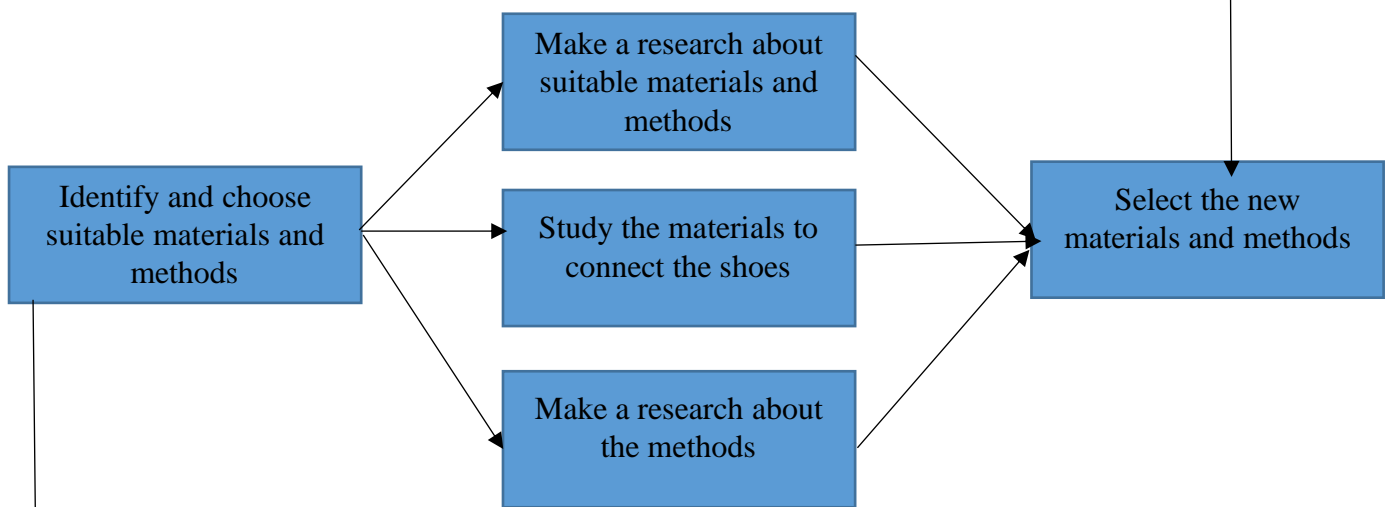 Identify and choose
suitable materials and
methods
Make a research about
suitable materials and
methods
Study the materials to
connect the shoes
Make a research about
the methods
Select the new
materials and methods